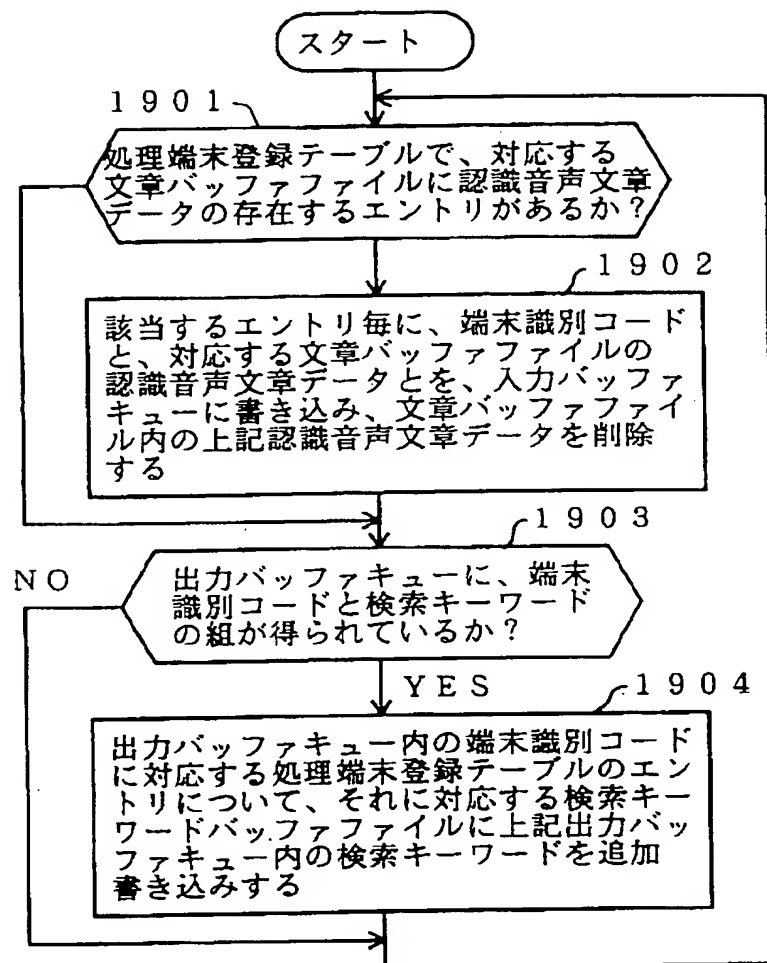 スタート
1901
処理端末登録テーブルで、対応する
文章バッファファイルに認識音声文章
データの存在するエントリがあるか?
1902
該当するエントリ毎に、端末識別コード
と、対応する文章バッファファイルの
認識音声文章データとを、入力バッファ
キューに書き込み、文章バッファファイ
ル内の上記認識音声文章データを削除
する
1903
NO
出力バッファキューに、端末
識別コードと検索キーワード
の組が得られているか?
YES
1904
出力バッファキュー内の端末識別コード
に対応する処理端末登録テーブルのエン
トリについて、それに対応する検索キー
ワードバッファファイルに上記出力バッ
ファキュー内の検索キーワードを追加
書き込みする